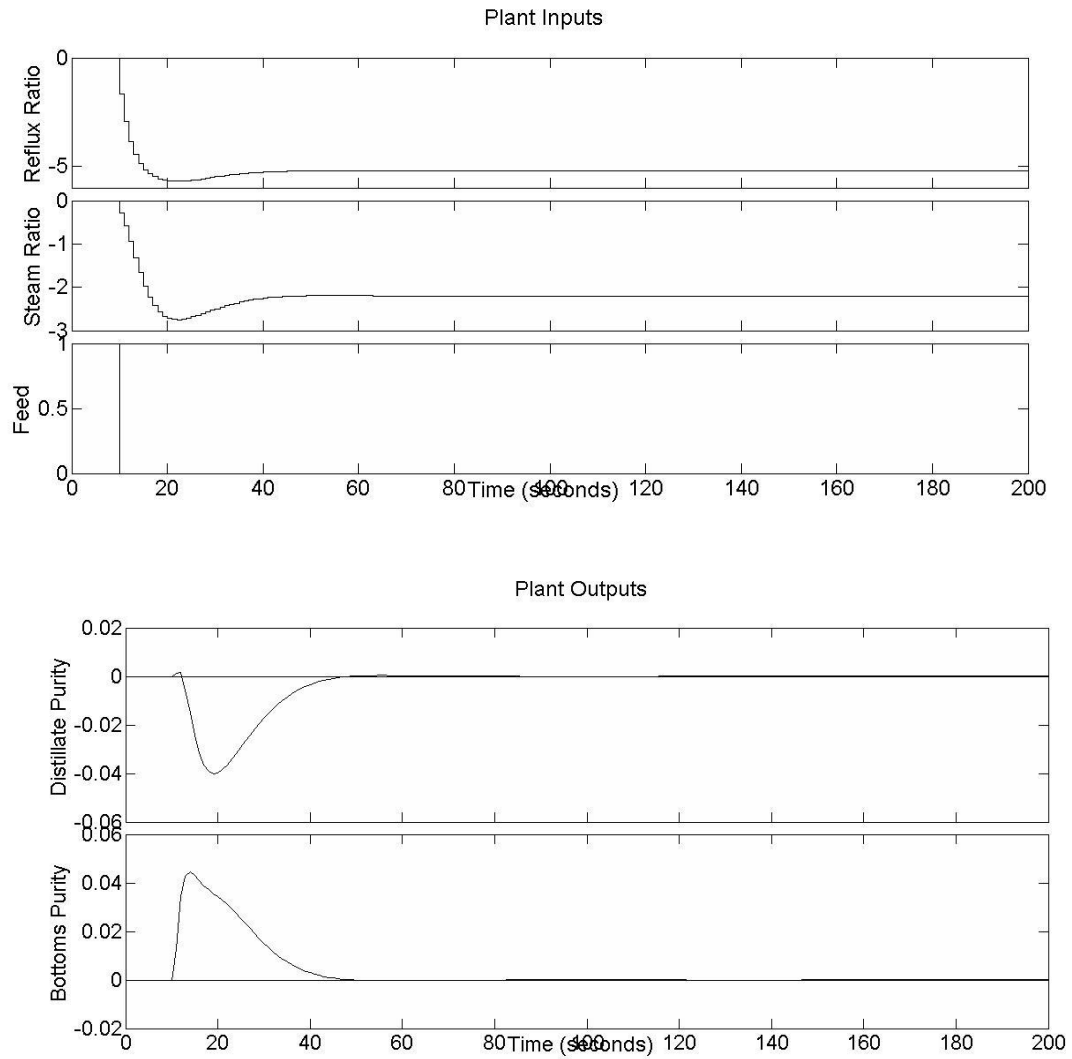 Plant Inputs
0
-5
Reflux Ratio
0
-1
-2
-3
Steam Ratio
1
0.5
0
Feed
0 20 40 60 80 100 120 140 160 180 200
Time (seconds)
Plant Outputs
0.02
0
-0.02
-0.04
-0.06
Distillate Purity
0.06
0.04
0.02
0
-0.02
Bottoms Purity
0 20 40 60 80 100 120 140 160 180 200
Time (seconds)